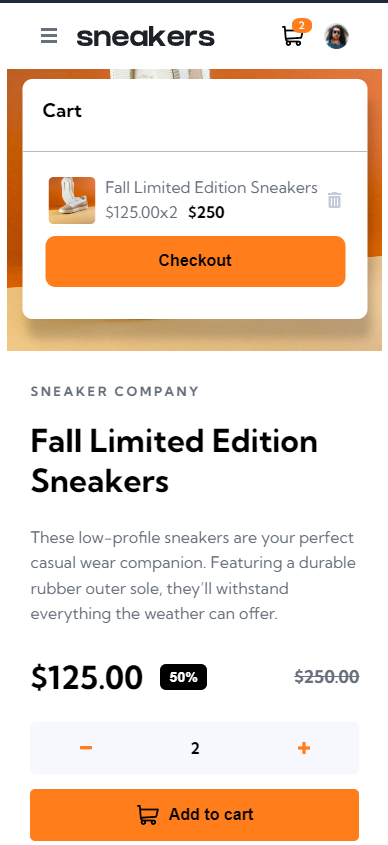 sneakers
2
Cart
Fall Limited Edition Sneakers
$125.00x2 $250
Checkout
SNEAKER COMPANY
Fall Limited Edition
Sneakers
These low-profile sneakers are your perfect
casual wear companion. Featuring a durable
rubber outer sole, they'll withstand
everything the weather can offer.
$125.00 50% $250.00
2
Add to cart